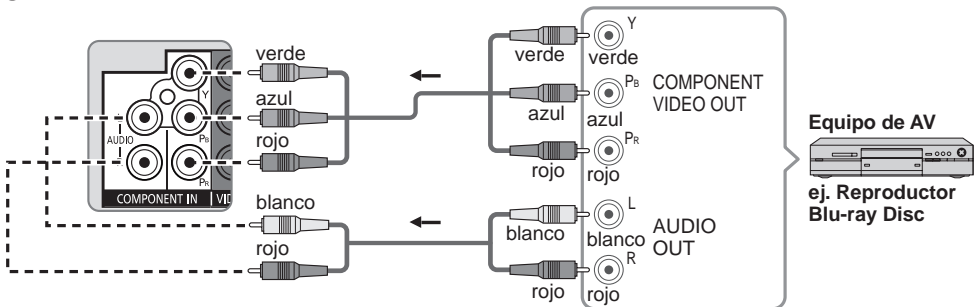 verde
azul
rojo
Y
PB
PR
AUDIO
COMPONENT IN
blanco
rojo
verde
azul
rojo
Y
verde
PB
azul
PR
rojo
COMPONENT
VIDEO OUT
blanco
rojo
L
blanco
R
rojo
AUDIO
OUT
Equipo de AV
ej. Reproductor
Blu-ray Disc